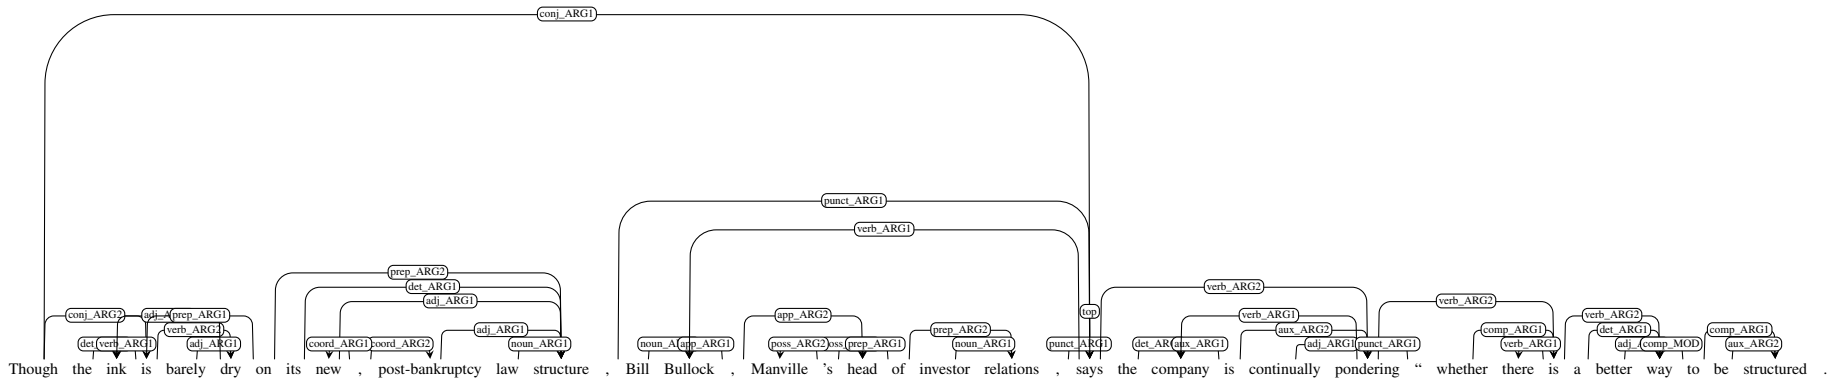 conj_ARG1
punct_ARG1
verb_ARG1
prep_ARG2
det_ARG1 verb_ARG2
adj_ARG1 verb_ARG2
top
conj_ARG2 prep_ARG1 app_ARG2 verb_ARG1 verb_ARG2
verb_ARG2 adj_ARG1 prep_ARG2 aux_ARG2 comp_ARG1 det_ARG1 comp_ARG1
verb_ARG1 adj_ARG1 coord_ARG1 coord_ARG2 noun_ARG1 app_ARG1 poss_ARG2 prep_ARG1 noun_ARG1 punct_ARG1 aux_ARG1 adj_ARG1 punct_ARG1 verb_ARG1 comp_MOD aux_ARG2
Though the ink is barely dry on its new , post-bankruptcy law structure , Bill Bullock , Manville 's head of investor relations , says the company is continually pondering “ whether there is a better way to be structured .